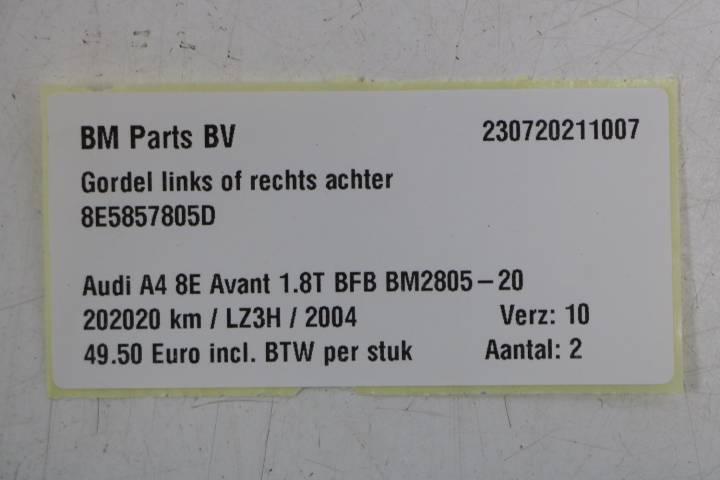 BM Parts BV 230720211007
Gordel links of rechts achter
8E5857805D
Audi A4 8E Avant 1.8T BFB BM2805-20
202020 km / LZ3H / 2004 Verz: 10
49.50 Euro incl. BTW per stuk Aantal: 2